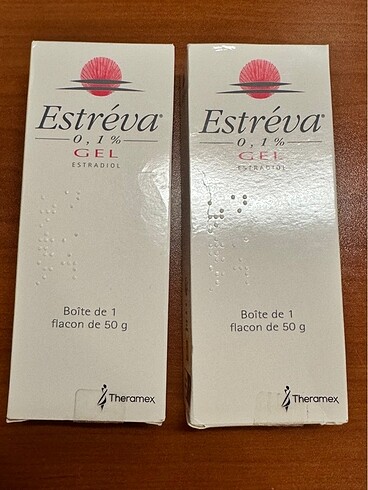 Estréva®
0,1%
GEL
ESTRADIOL
Boîte de 1
flacon de 50 g
Theramex
Estréva®
0,1%
GEL
ESTRADIOL
Boîte de 1
flacon de 50 g
Theramex